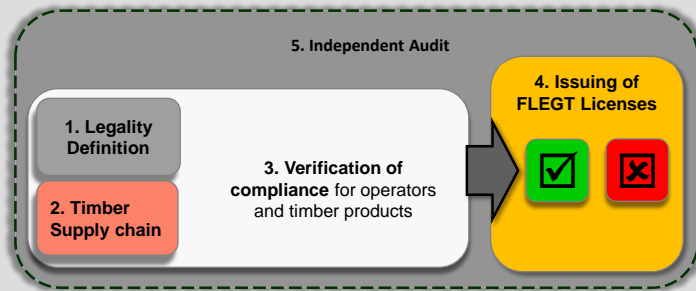 5. Independent Audit
1. Legality
Definition
2. Timber
Supply chain
3. Verification of
compliance for operators
and timber products
4. Issuing of
FLEGT Licenses